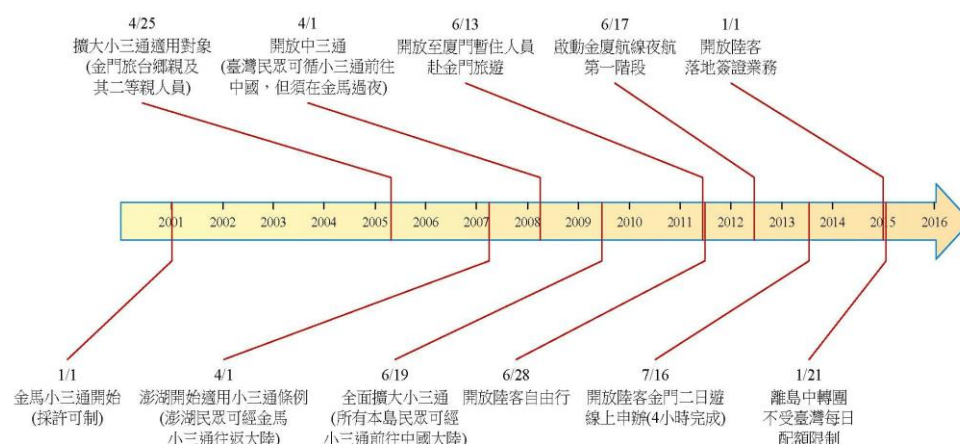 4/25
擴大小三通適用對象
(金門旅台鄉親及
其二等親人員)
4/1
開放中三通
(臺灣民眾可循小三通前往
中國，但須在金馬過夜)
6/13
開放至廈門暫住人員
赴金門旅遊
6/17
啟動金廈航線夜航
第一階段
1/1
開放陸客
落地簽證業務
2001 2002 2003 2004 2005 2006 2007 2008 2009 2010 2011 2012 2013 2014 2015 2016
1/1
金馬小三通開始
(採許可制)
4/1
澎湖開始適用小三通條例
(澎湖民眾可經金馬
小三通往返大陸)
6/19
全面擴大小三通
(所有本島民眾可經
小三通前往中國大陸)
6/28
開放陸客自由行
7/16
開放陸客金門二日遊
線上申辦(4小時完成)
1/21
離島中轉團
不受臺灣每日
配額限制